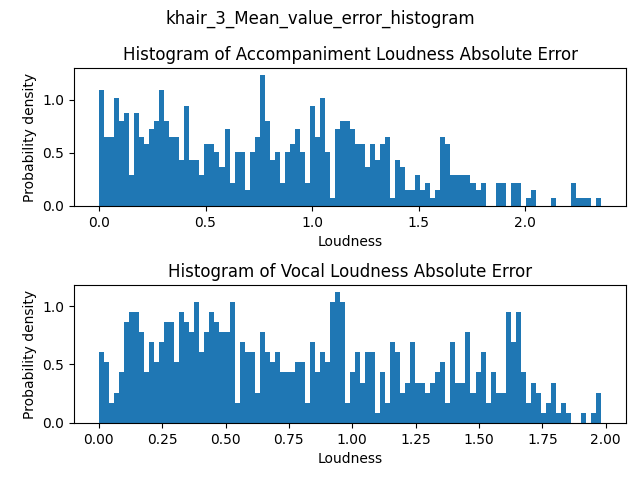 khair_3_Mean_value_error_histogram
Histogram of Accompaniment Loudness Absolute Error
Probability density
1.0
0.5
0.0
0.0 0.5 1.0 1.5 2.0
Loudness
Histogram of Vocal Loudness Absolute Error
Probability density
1.0
0.5
0.0
0.00 0.25 0.50 0.75 1.00 1.25 1.50 1.75 2.00
Loudness